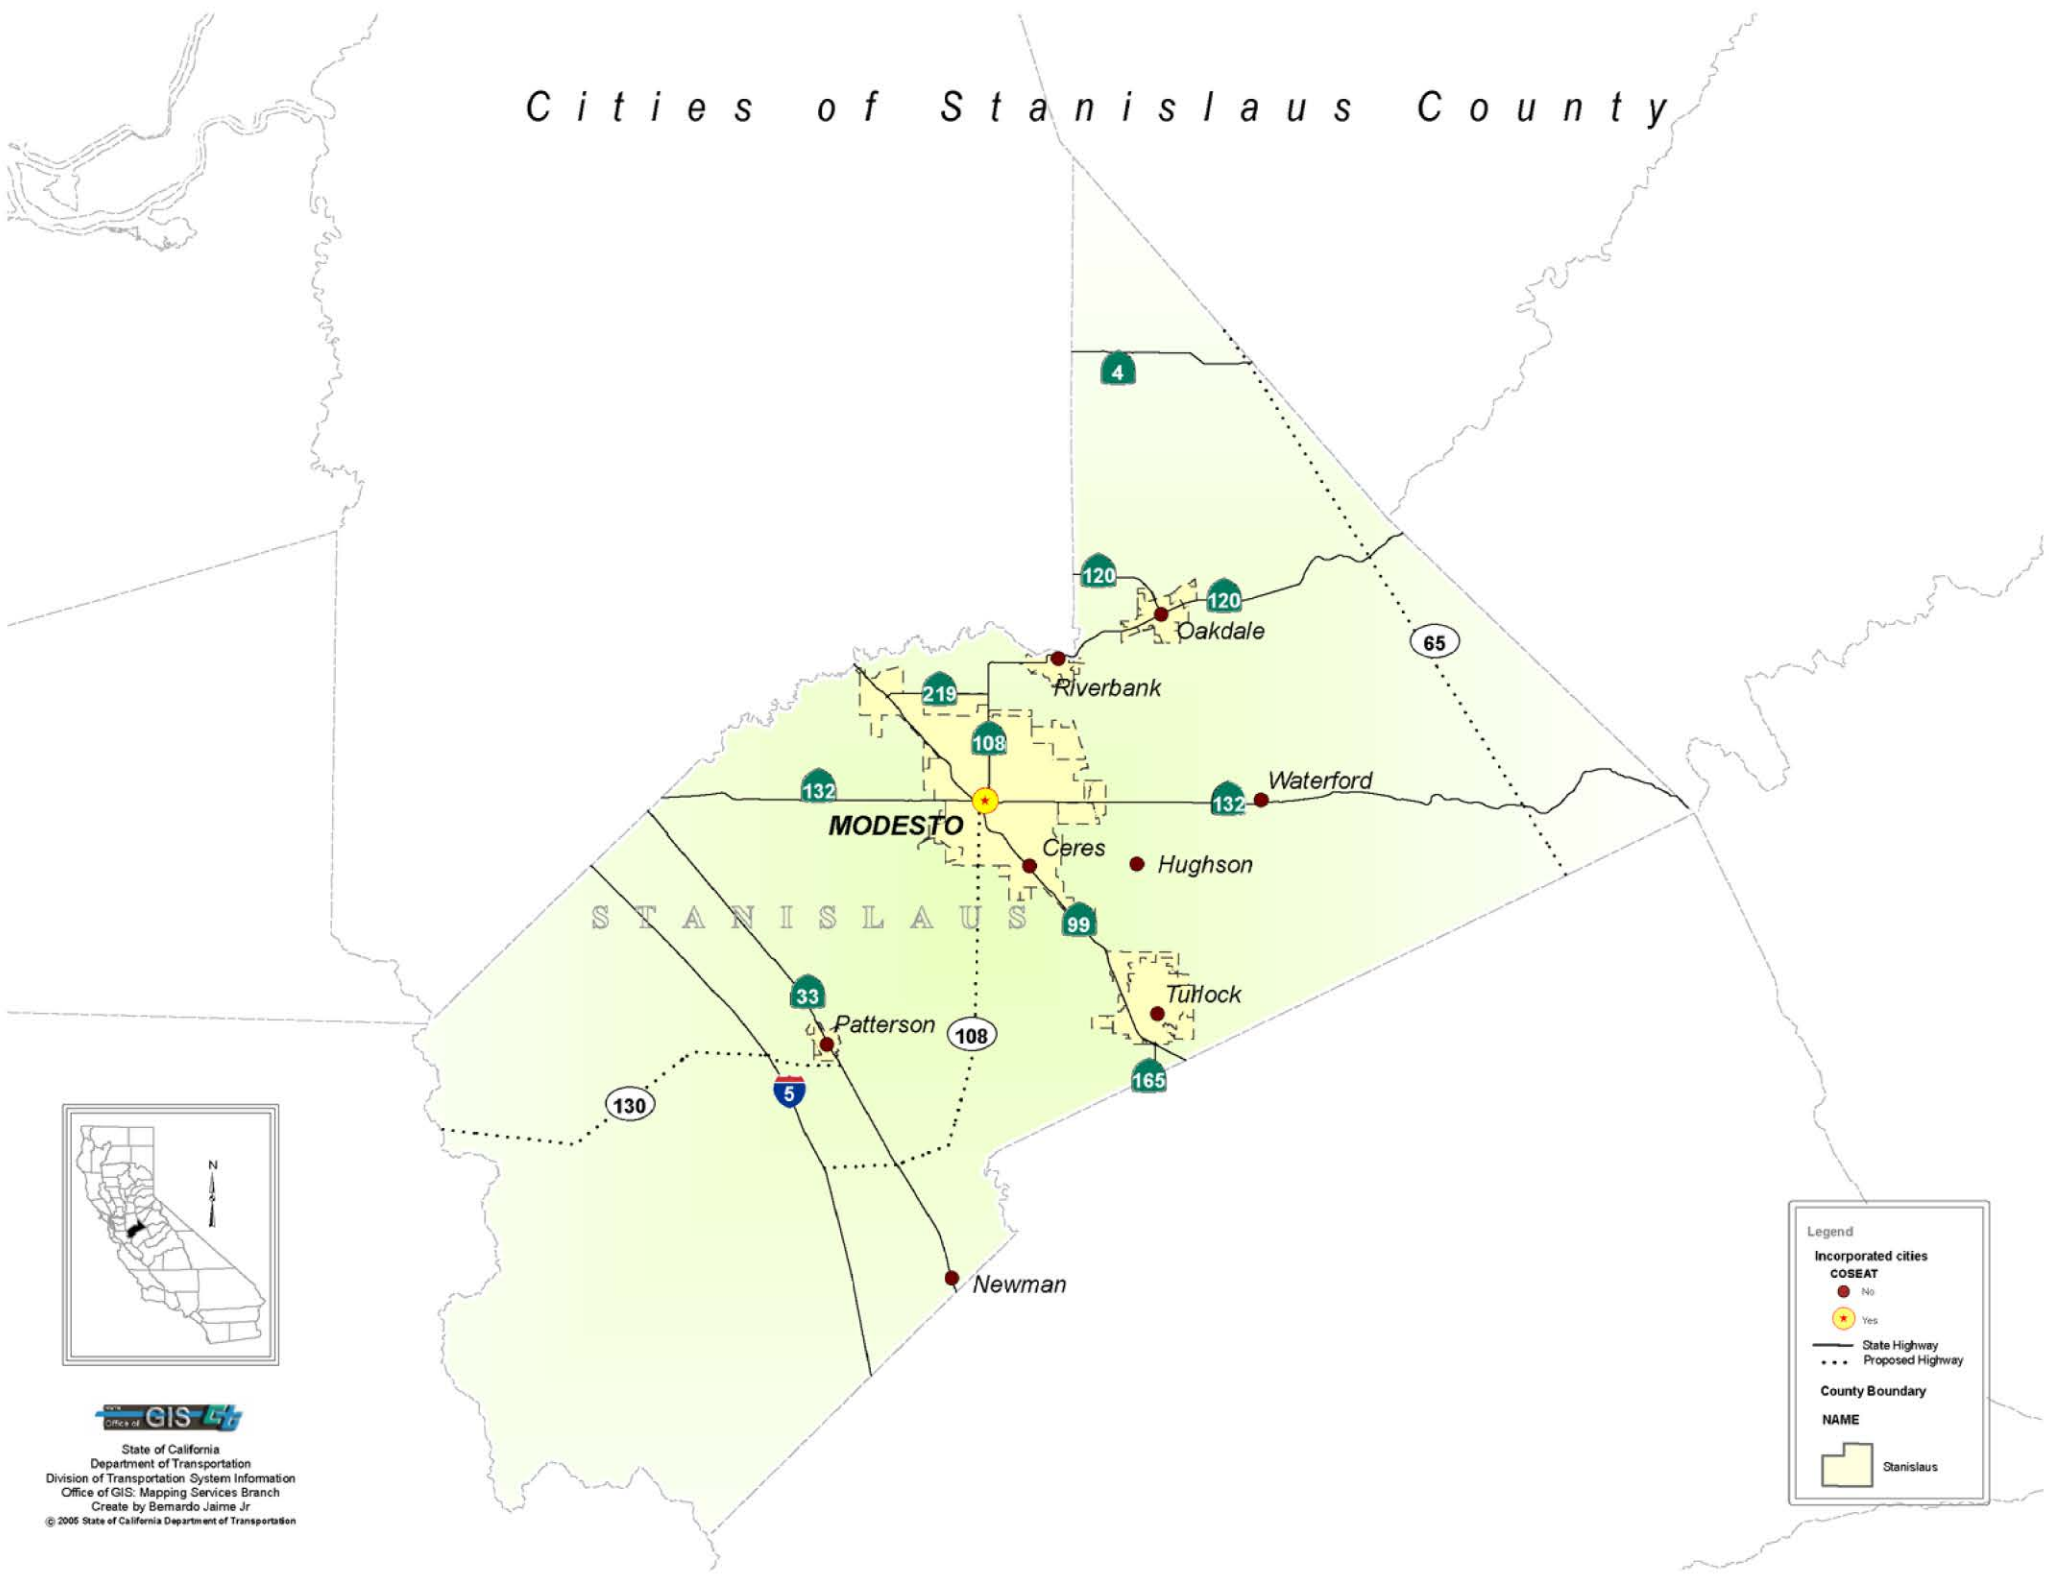 Cities of Stanislaus County
4
120
120
Oakdale
65
Riverbank
219
108
Waterford
132
132
MODESTO
Ceres
Hughson
STANISLAUS
99
33
Turlock
Patterson
108
165
5
130
Newman
N
Office of GIS
State of California
Department of Transportation
Division of Transportation System Information
Office of GIS: Mapping Services Branch
Create by Bernardo Jaime Jr
© 2005 State of California Department of Transportation
Legend
Incorporated cities
COSEAT
No
Yes
State Highway
Proposed Highway
County Boundary
NAME
Stanislaus